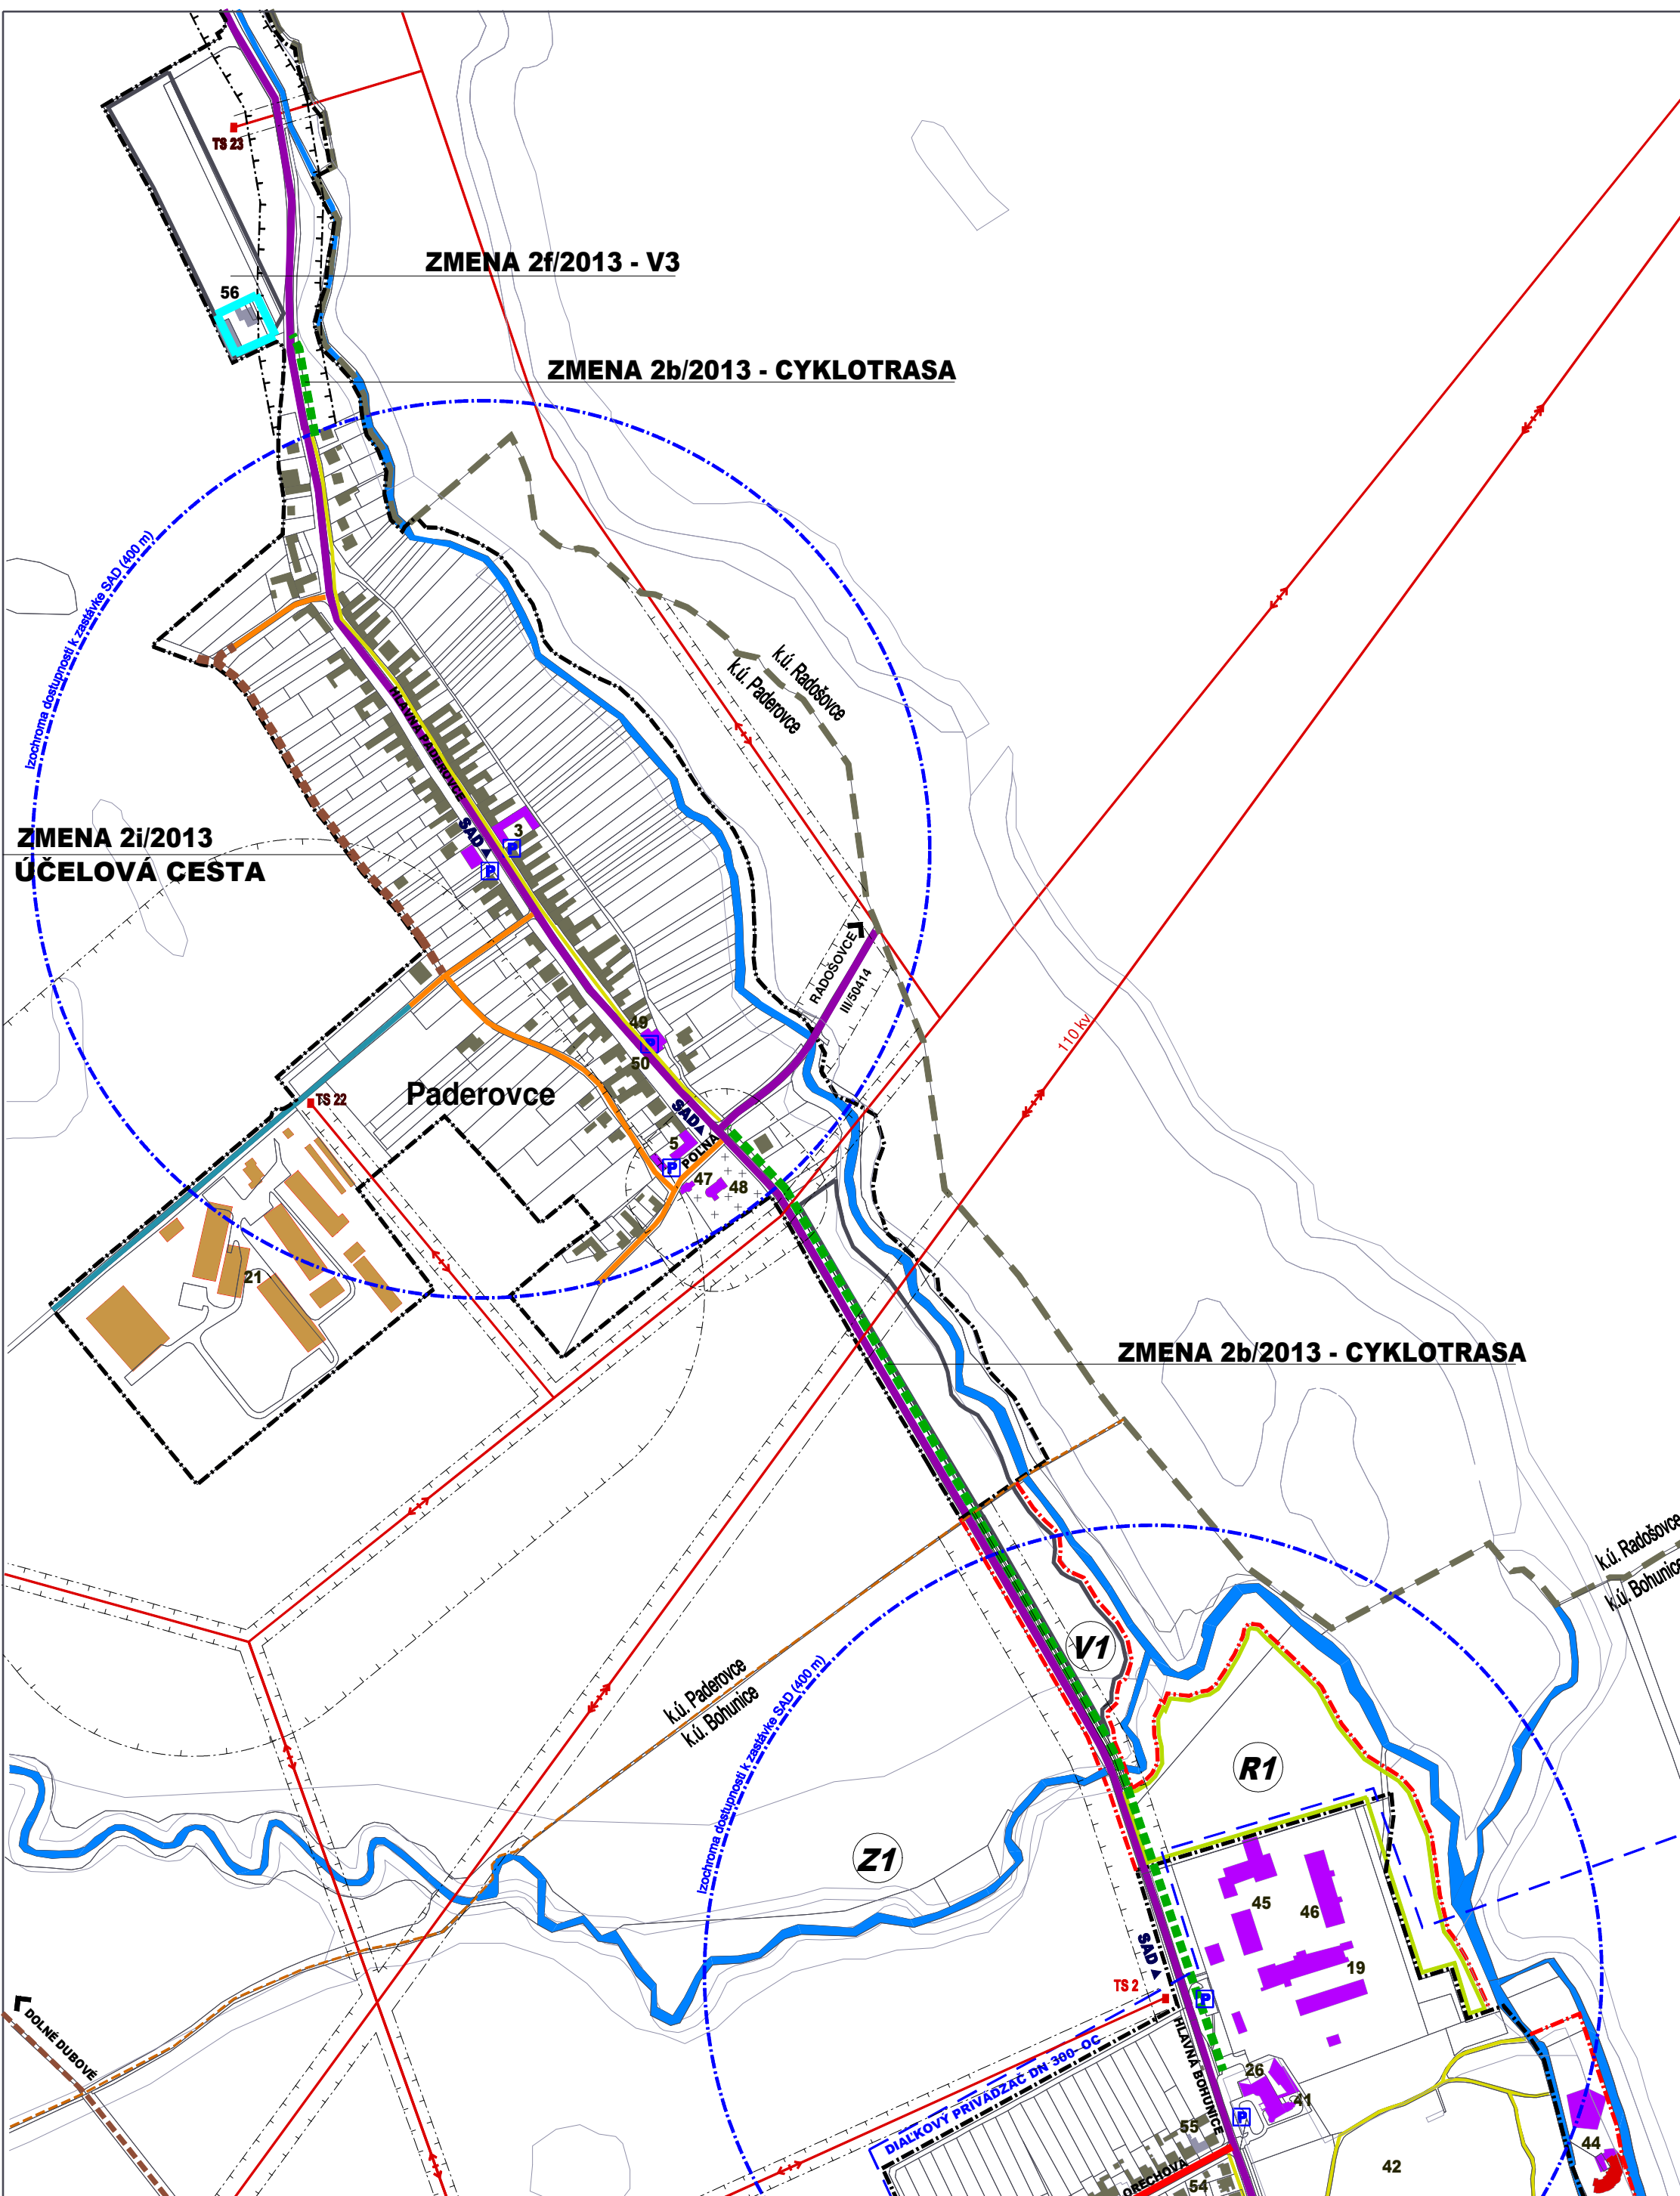 TS 23
ZMENA 2f/2013 - V3
56
ZMENA 2b/2013 - CYKLOTRASA
Izochroma dostupnosti k zastávke SAD (400 m)
k.ú. Radošovce
k.ú. Paderovce
HLAVNÁ PADEROVCE
ZMENA 2i/2013
ÚČELOVÁ CESTA
SAD
3
P
P
RADOŠOVCE
III/50414
49
P
50
110 kv
Paderovce
TS 22
SAD
5
POLNÁ
P
47
48
21
ZMENA 2b/2013 - CYKLOTRASA
k.ú. Radošovce
k.ú. Bohunice
V1
k.ú. Paderovce
k.ú. Bohunice
Izochroma dostupnosti k zastávke SAD (400 m)
R1
Z1
45
46
SAD
19
TS 2
P
DOLNÉ DUBOVÉ
HLAVNÁ BOHUNICE
DIAĽKOVÝ PRIVÁDZAČ DN 300- OC
26
41
P
55
44
42
ORECHOVÁ
54